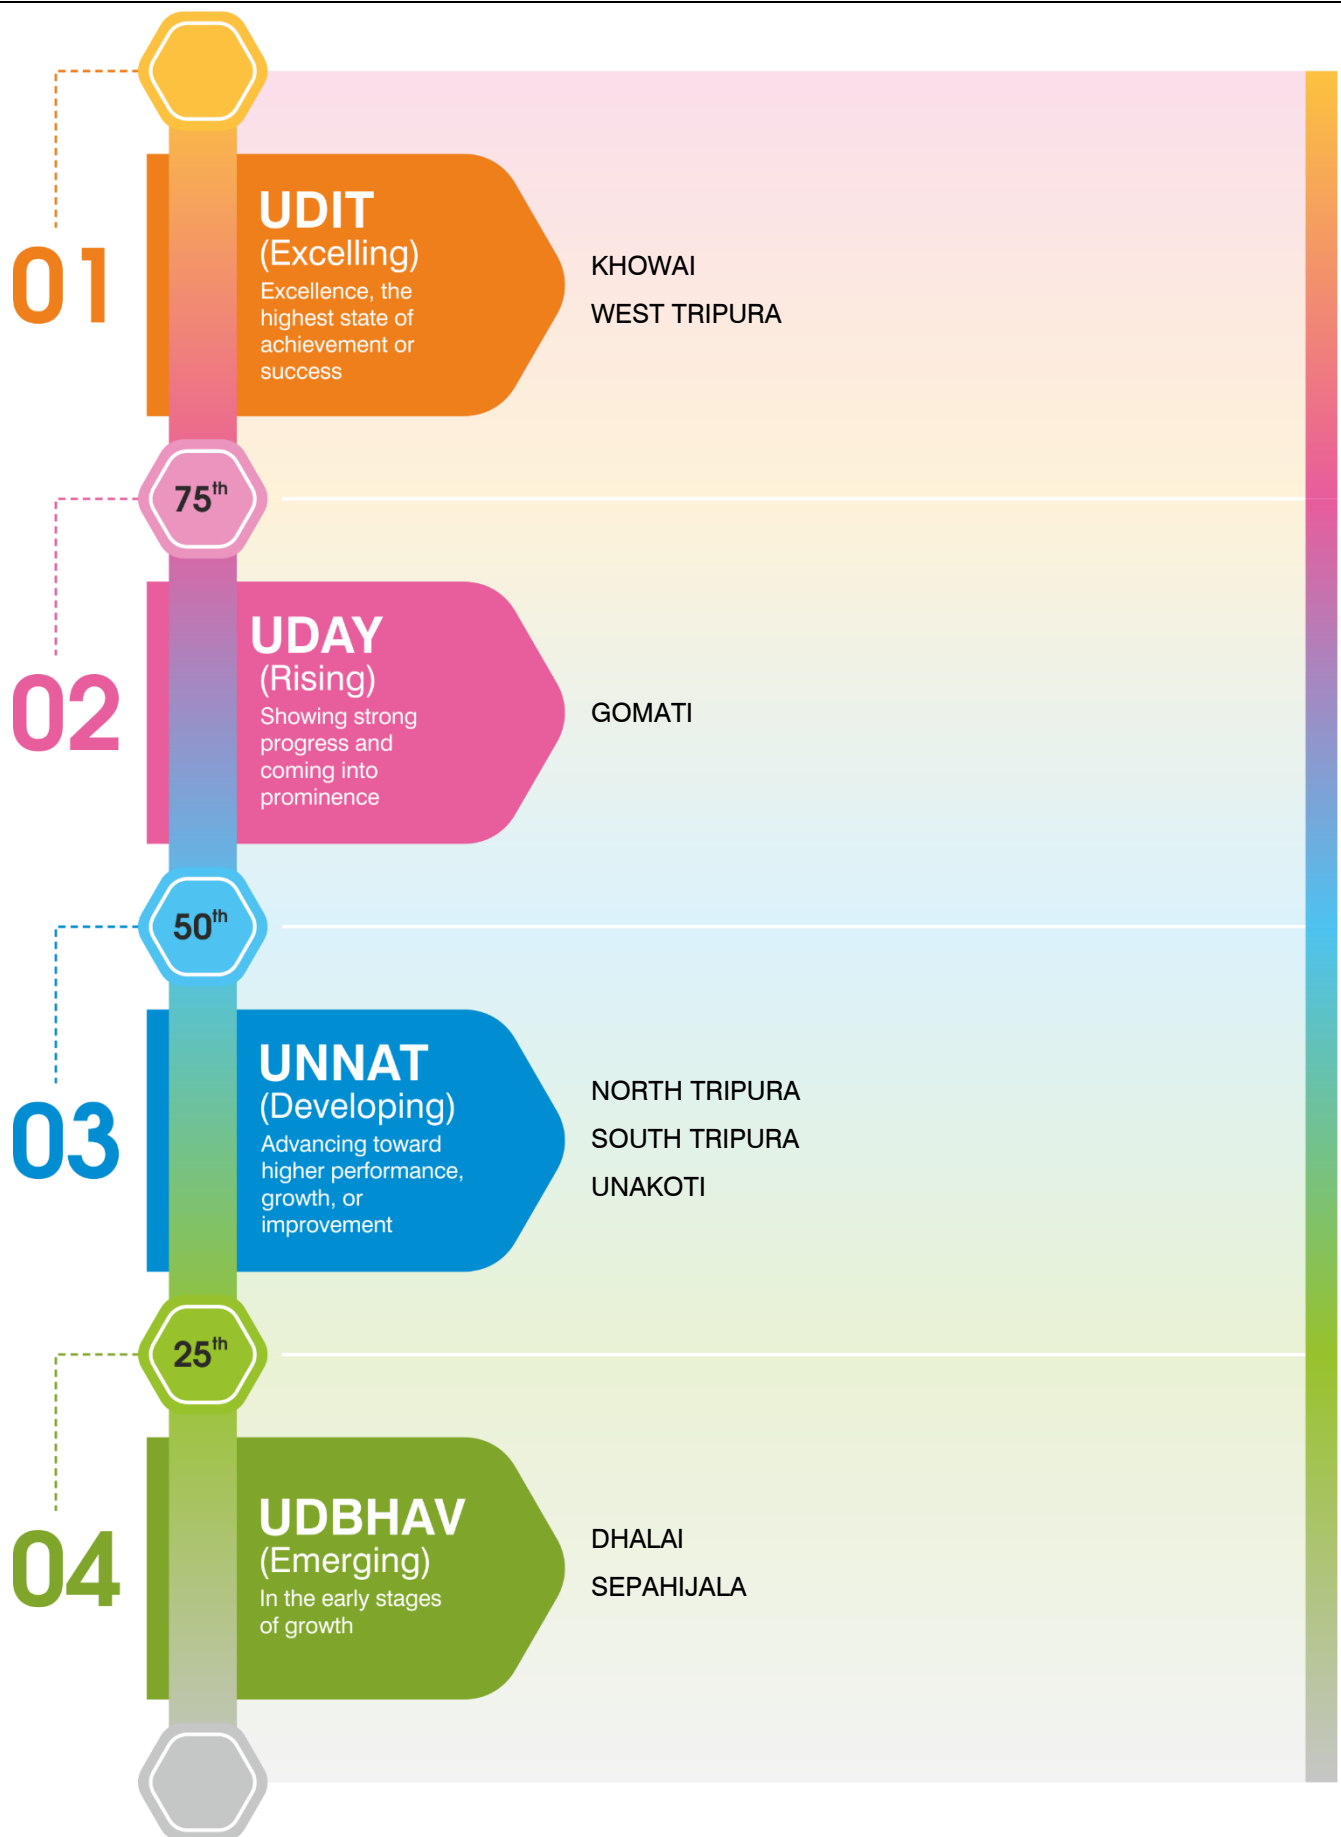 01
UDIT
(Excelling)
Excellence, the
highest state of
achievement or
success
KHOWAI
WEST TRIPURA
75th
02
UDAY
(Rising)
Showing strong
progress and
coming into
prominence
GOMATI
50th
03
UNNAT
(Developing)
Advancing toward
higher performance,
growth, or
improvement
NORTH TRIPURA
SOUTH TRIPURA
UNAKOTI
25th
04
UDBHAV
(Emerging)
In the early stages
of growth
DHALAI
SEPAHIJALA